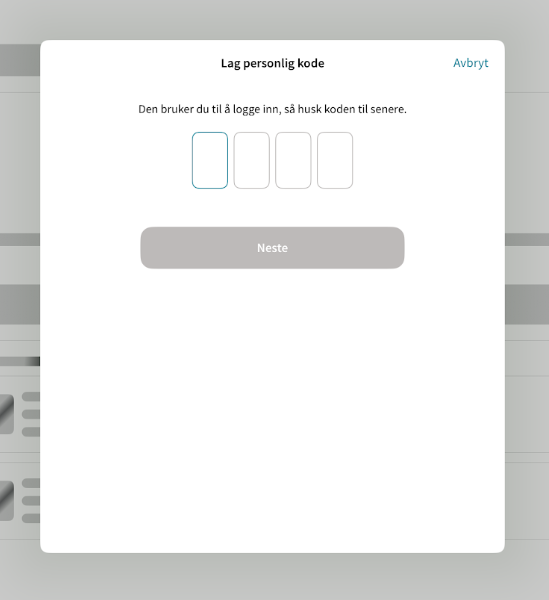 Lag personlig kode
Avbryt
Den bruker du til å logge inn, så husk koden til senere.
Neste